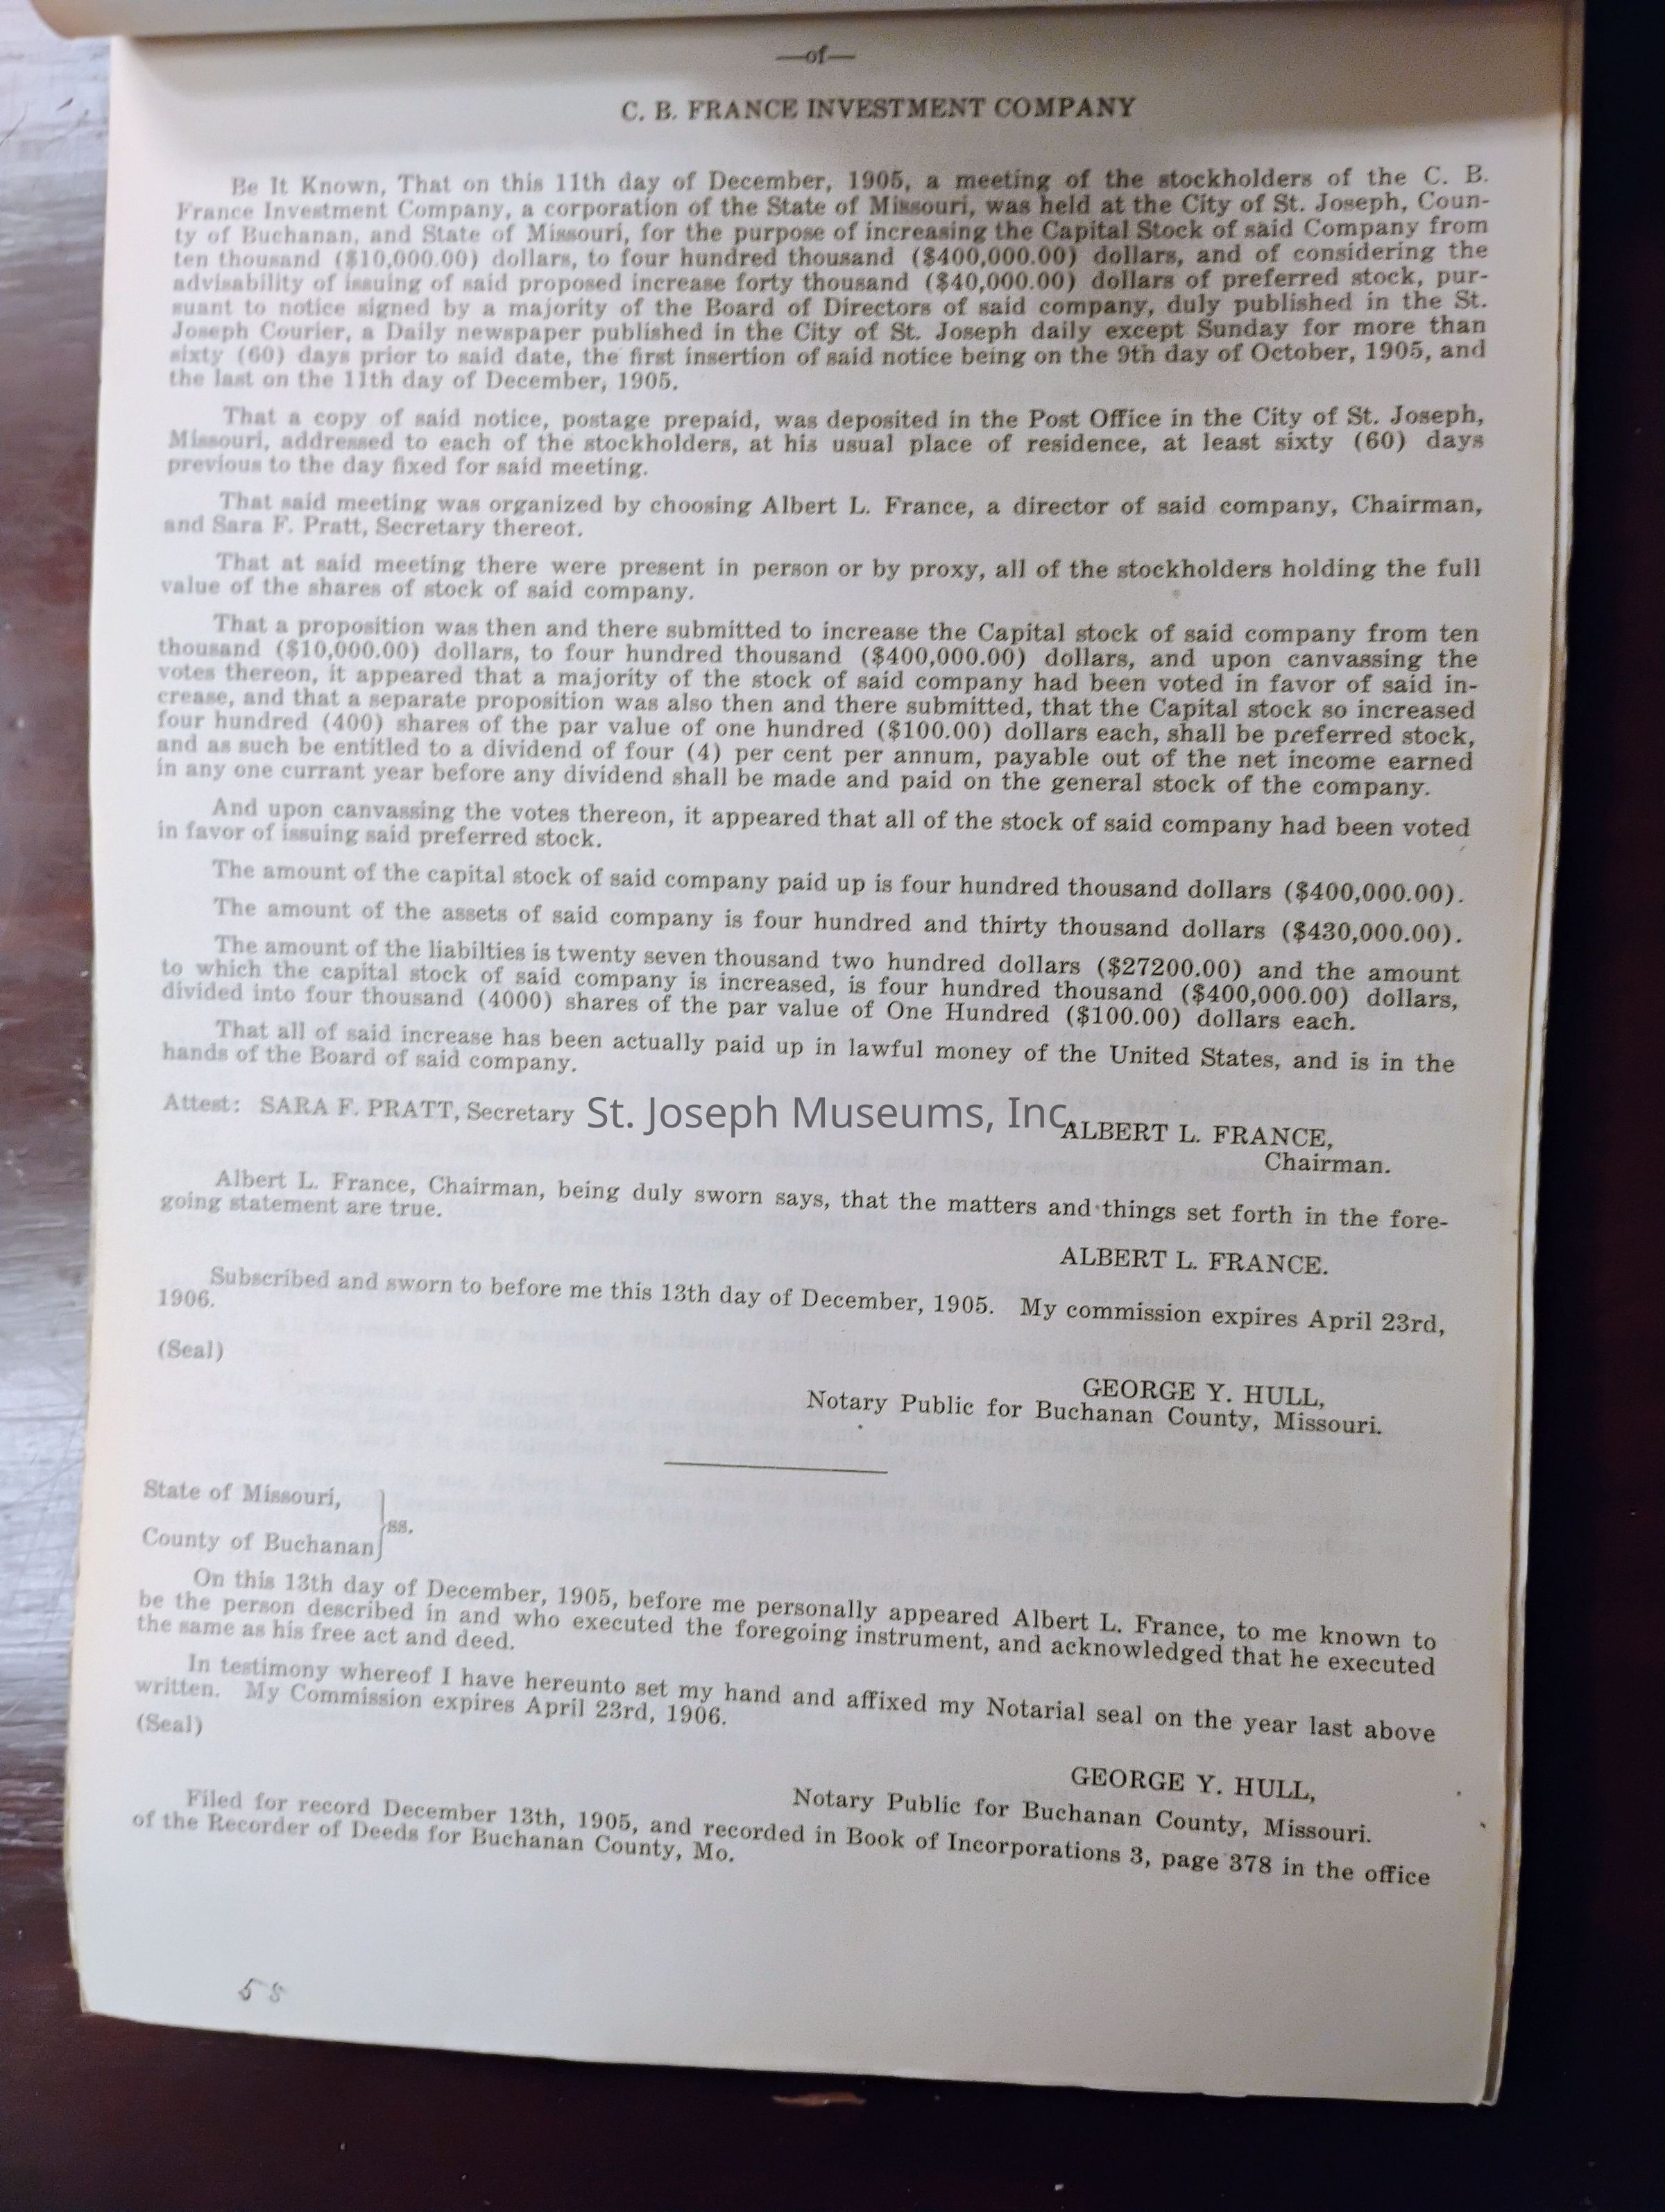 —of—
C. B. FRANCE INVESTMENT COMPANY
Be It Known, That on this 11th day of December, 1905, a meeting of the stockholders of the C. B.
France Investment Company, a corporation of the State of Missouri, was held at the City of St. Joseph, Coun-
ty of Buchanan, and State of Missouri, for the purpose of increasing the Capital Stock of said Company from
ten thousand ($10,000.00) dollars, to four hundred thousand ($400,000.00) dollars, and of considering the
advisability of issuing of said proposed increase forty thousand ($40,000.00) dollars of preferred stock, pur-
suant to notice signed by a majority of the Board of Directors of said company, duly published in the St.
Joseph Courier, a Daily newspaper published in the City of St. Joseph daily except Sunday for more than
sixty (60) days prior to said date, the first insertion of said notice being on the 9th day of October, 1905, and
the last on the 11th day of December, 1905.
That a copy of said notice, postage prepaid, was deposited in the Post Office in the City of St. Joseph,
Missouri, addressed to each of the stockholders, at his usual place of residence, at least sixty (60) days
previous to the day fixed for said meeting.
That said meeting was organized by choosing Albert L. France, a director of said company, Chairman,
and Sara F. Pratt, Secretary thereof.
That at said meeting there were present in person or by proxy, all of the stockholders holding the full
value of the shares of stock of said company.
That a proposition was then and there submitted to increase the Capital stock of said company from ten
thousand ($10,000.00) dollars, to four hundred thousand ($400,000.00) dollars, and upon canvassing the
votes thereon, it appeared that a majority of the stock of said company had been voted in favor of said in-
crease, and that a separate proposition was also then and there submitted, that the Capital stock so increased
four hundred (400) shares of the par value of one hundred ($100.00) dollars each, shall be preferred stock,
and as such be entitled to a dividend of four (4) per cent per annum, payable out of the net income earned
in any one currant year before any dividend shall be made and paid on the general stock of the company.
And upon canvassing the votes thereon, it appeared that all of the stock of said company had been voted
in favor of issuing said preferred stock.
The amount of the capital stock of said company paid up is four hundred thousand dollars ($400,000.00).
The amount of the assets of said company is four hundred and thirty thousand dollars ($430,000.00).
The amount of the liabilties is twenty seven thousand two hundred dollars ($27200.00) and the amount
to which the capital stock of said company is increased, is four hundred thousand ($400,000.00) dollars,
divided into four thousand (4000) shares of the par value of One Hundred ($100.00) dollars each.
That all of said increase has been actually paid up in lawful money of the United States, and is in the
hands of the Board of said company.
Attest: SARA F. PRATT, Secretary
St. Joseph Museums, Inc.
ALBERT L. FRANCE,
Chairman.
Albert L. France, Chairman, being duly sworn says, that the matters and things set forth in the fore-
going statement are true.
ALBERT L. FRANCE.
Subscribed and sworn to before me this 13th day of December, 1905. My commission expires April 23rd,
1906.
(Seal)
GEORGE Y. HULL,
Notary Public for Buchanan County, Missouri.
State of Missouri,
ss.
County of Buchanan
On this 13th day of December, 1905, before me personally appeared Albert L. France, to me known to
be the person described in and who executed the foregoing instrument, and acknowledged that he executed
the same as his free act and deed.
In testimony whereof I have hereunto set my hand and affixed my Notarial seal on the year last above
written. My Commission expires April 23rd, 1906.
(Seal)
GEORGE Y. HULL,
Notary Public for Buchanan County, Missouri.
Filed for record December 13th, 1905, and recorded in Book of Incorporations 3, page 378 in the office
of the Recorder of Deeds for Buchanan County, Mo.
58